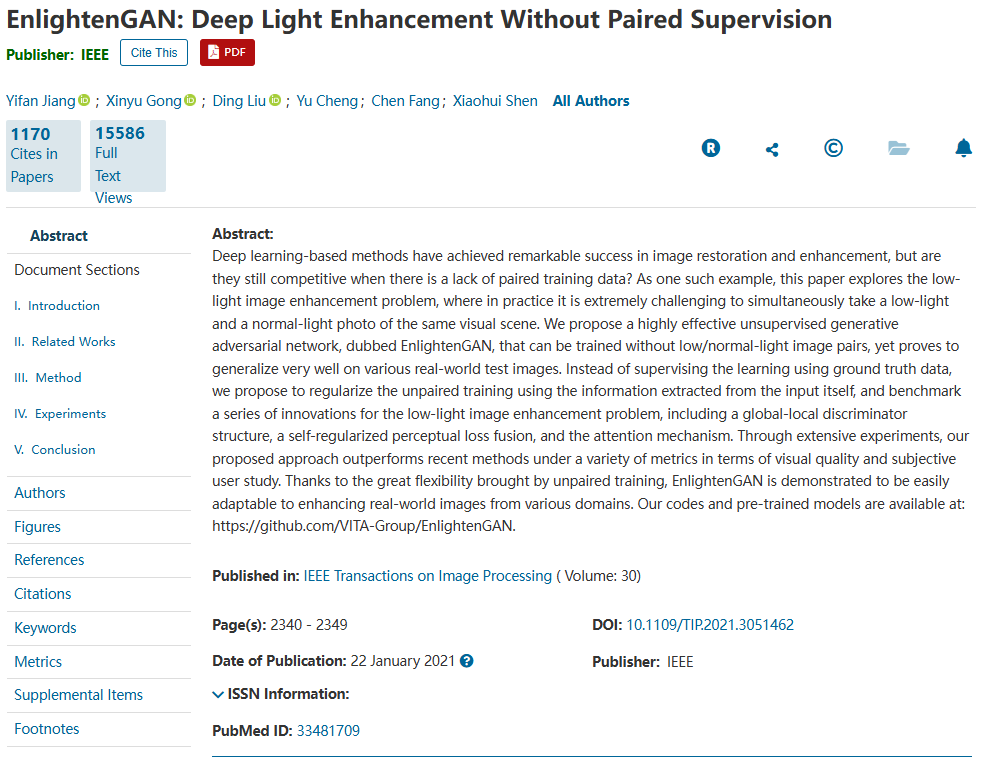 EnlightenGAN: Deep Light Enhancement Without Paired Supervision
Publisher: IEEE
Cite This
PDF
Yifan Jiang iD ; Xinyu Gong iD ; Ding Liu iD ; Yu Cheng ; Chen Fang ; Xiaohui Shen All Authors
1170
Cites in
Papers
15586
Full
Text
Views
R
©
Abstract
Document Sections
I. Introduction
II. Related Works
III. Method
IV. Experiments
V. Conclusion
Authors
Figures
References
Citations
Keywords
Metrics
Supplemental Items
Footnotes
Abstract:
Deep learning-based methods have achieved remarkable success in image restoration and enhancement, but are
they still competitive when there is a lack of paired training data? As one such example, this paper explores the low-
light image enhancement problem, where in practice it is extremely challenging to simultaneously take a low-light
and a normal-light photo of the same visual scene. We propose a highly effective unsupervised generative
adversarial network, dubbed EnlightenGAN, that can be trained without low/normal-light image pairs, yet proves to
generalize very well on various real-world test images. Instead of supervising the learning using ground truth data,
we propose to regularize the unpaired training using the information extracted from the input itself, and benchmark
a series of innovations for the low-light image enhancement problem, including a global-local discriminator
structure, a self-regularized perceptual loss fusion, and the attention mechanism. Through extensive experiments, our
proposed approach outperforms recent methods under a variety of metrics in terms of visual quality and subjective
user study. Thanks to the great flexibility brought by unpaired training, EnlightenGAN is demonstrated to be easily
adaptable to enhancing real-world images from various domains. Our codes and pre-trained models are available at:
https://github.com/VITA-Group/EnlightenGAN.
Published in: IEEE Transactions on Image Processing ( Volume: 30)
Page(s): 2340 - 2349
DOI: 10.1109/TIP.2021.3051462
Date of Publication: 22 January 2021 ?
Publisher: IEEE
ISSN Information:
PubMed ID: 33481709